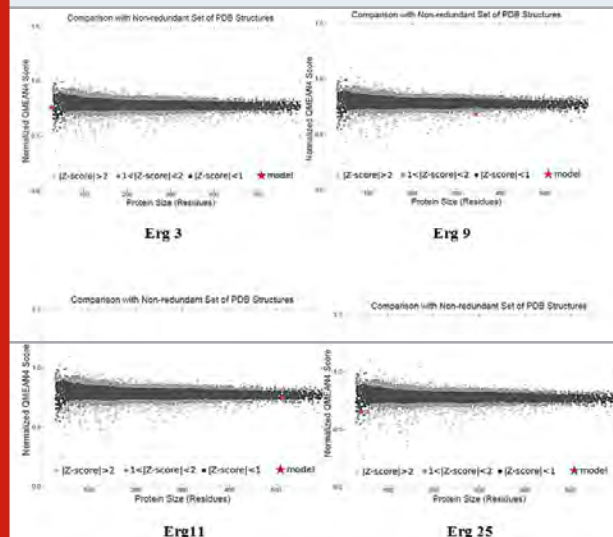 Comparison with Non-redundant Set of PDB Structures
Normalized QMEAN4 Score
|Z-score|>2 1<|Z-score|<2 |Z-score|<1 model
100 200 300 400
Protein Size (Residues)
Erg 3
Comparison with Non-redundant Set of PDB Structures
Normalized QMEAN4 Score
|Z-score|>2 1<|Z-score|<2 |Z-score|<1 model
Protein Size (Residues)
Erg 9
Comparison with Non-redundant Set of PDB Structures
Normalized QMEAN4 Score
|Z-score|>2 1<|Z-score|<2 |Z-score|<1 model
Protein Size (Residues)
Erg11
Comparison with Non-redundant Set of PDB Structures
Normalized QMEAN4 Score
|Z-score|>2 1<|Z-score|<2 |Z-score|<1 model
Protein Size (Residues)
Erg 25